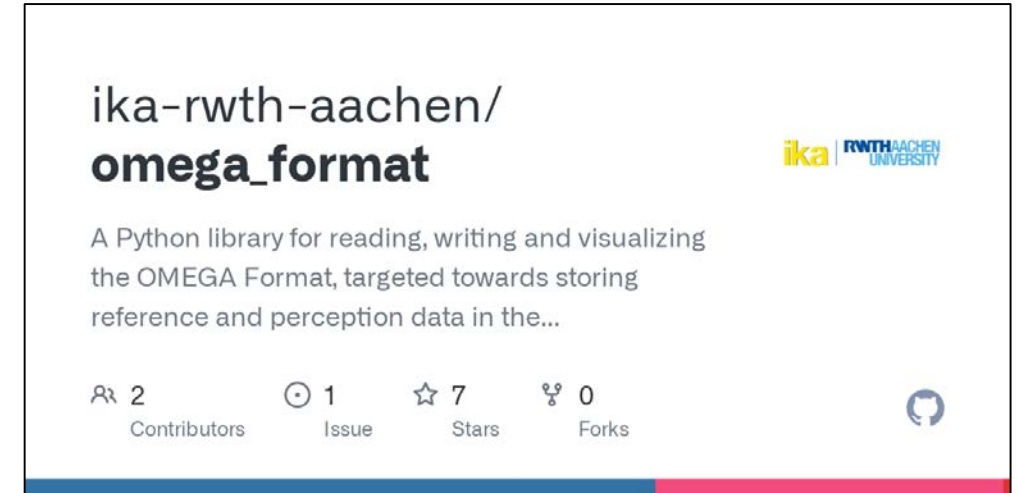 ika-rwth-aachen/
omega_format
ika | RWTHAACHEN
UNIVERSITY
A Python library for reading, writing and visualizing
the OMEGA Format, targeted towards storing
reference and perception data in the...
2 1 7 0
Contributors Issue Stars Forks